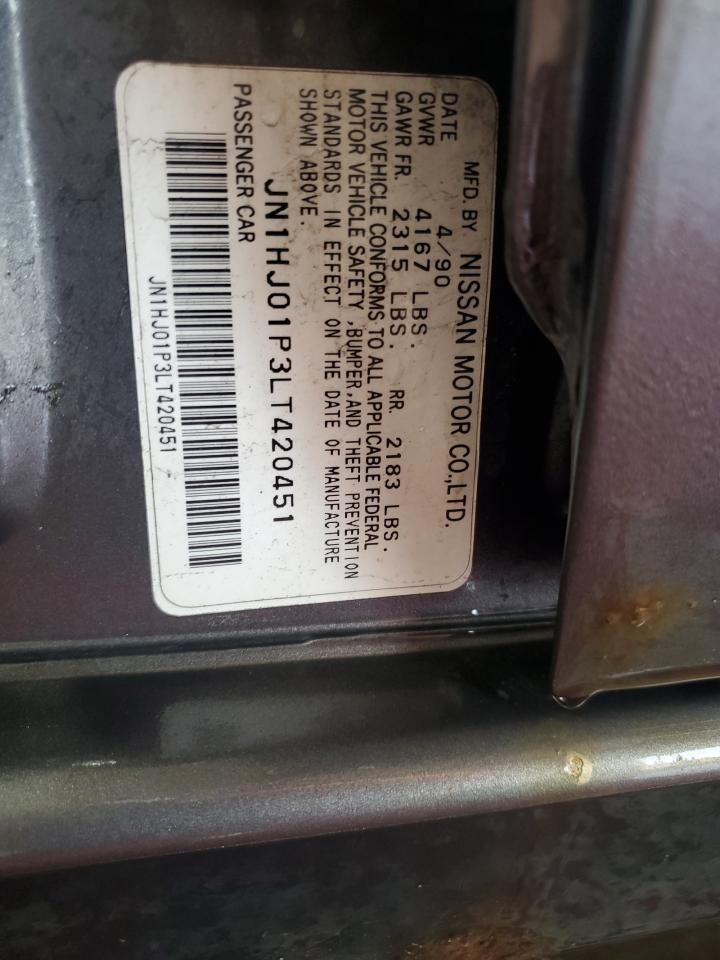 MFD. BY NISSAN MOTOR CO.,LTD.
DATE 4/90
GVWR 4167 LBS.
GAWR FR. 2315 LBS. RR. 2183 LBS.
THIS VEHICLE CONFORMS TO ALL APPLICABLE FEDERAL
MOTOR VEHICLE SAFETY ,BUMPER,AND THEFT PREVENTION
STANDARDS IN EFFECT ON THE DATE OF MANUFACTURE
SHOWN ABOVE.
JN1HJ01P3LT420451
PASSENGER CAR
JN1HJ01P3LT420451